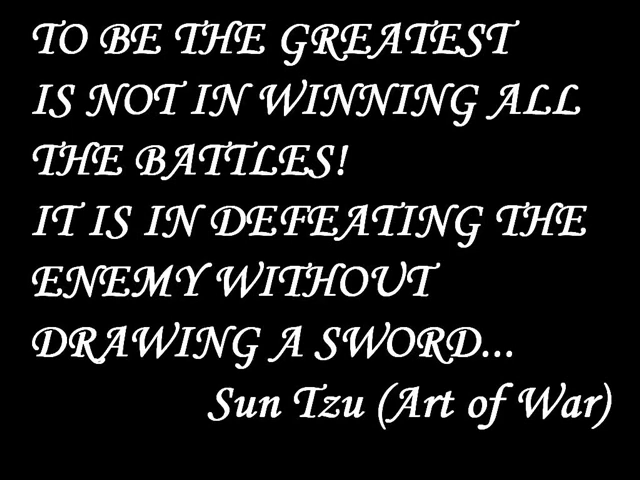 TO BE THE GREATEST
IS NOT IN WINNING ALL
THE BATTLES!
IT IS IN DEFEATING THE
ENEMY WITHOUT
DRAWING A SWORD...
Sun Tzu (Art of War)